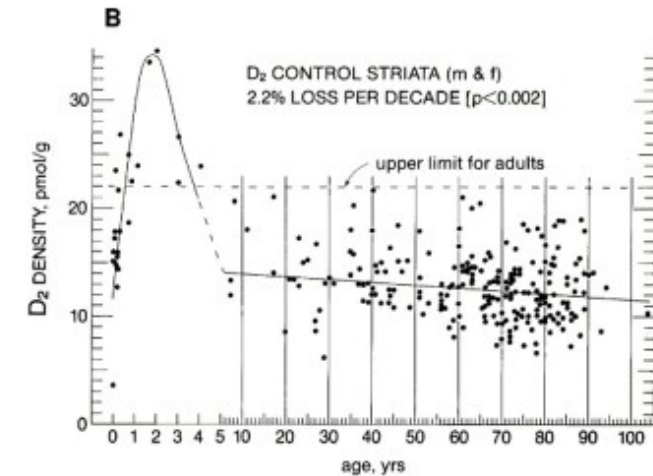 B
D₂ CONTROL STRIATA (m & f)
2.2% LOSS PER DECADE [p<0.002]
upper limit for adults
D₂ DENSITY, pmol/g
30
20
10
0
0 1 2 3 4 5 10 20 30 40 50 60 70 80 90 100
age, yrs